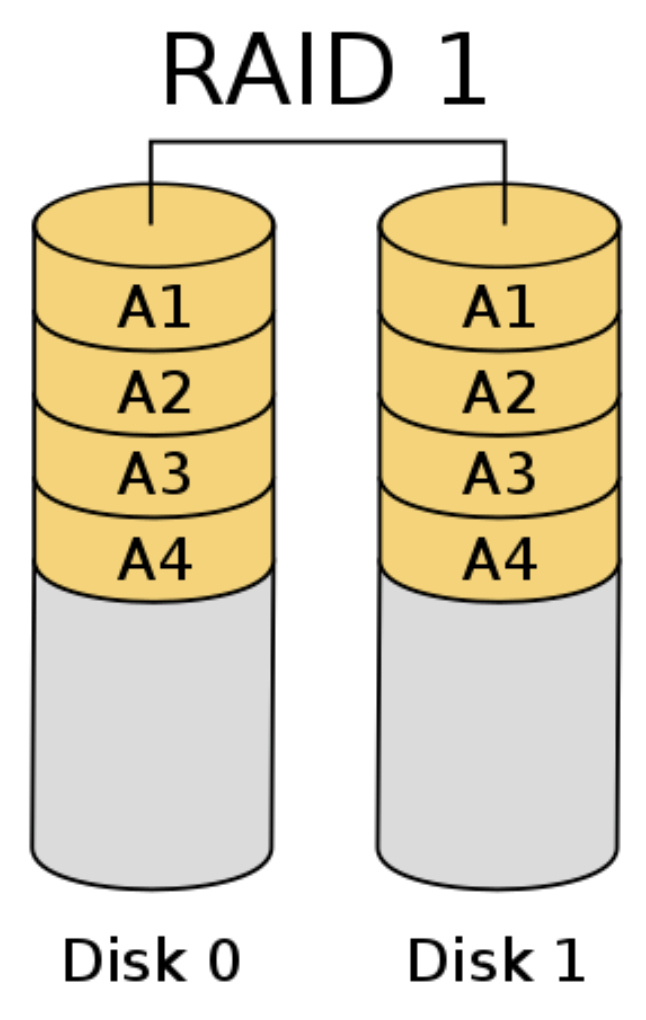 RAID 1
A1 A1
A2 A2
A3 A3
A4 A4
Disk 0 Disk 1